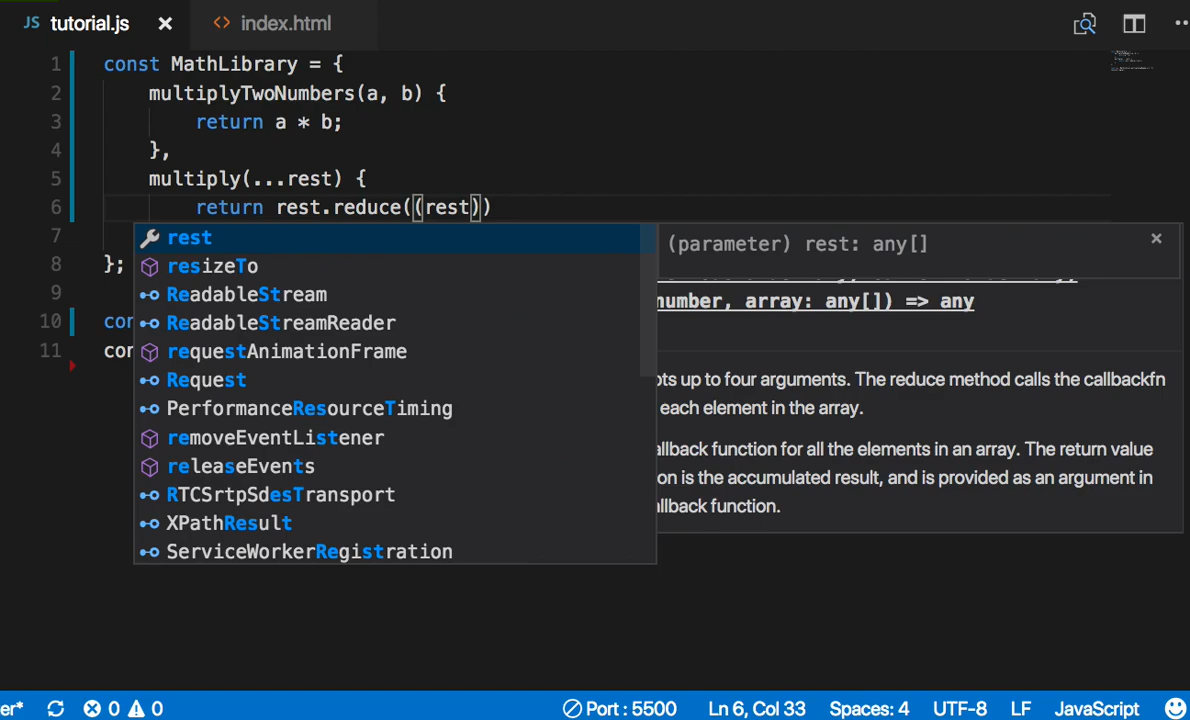 JS tutorial.js × <> index.html
1 const MathLibrary = {
2 multiplyTwoNumbers(a, b) {
3 return a * b;
4 },
5 multiply(...rest) {
6 return rest.reduce((rest))
7
8 };
9
10 con
11 con
rest
resizeTo
ReadableStream
ReadableStreamReader
requestAnimationFrame
Request
PerformanceResourceTiming
removeEventListener
releaseEvents
RTCSrtpSdesTransport
XPathResult
ServiceWorkerRegistration
(parameter) rest: any[] ×
number, array: any[]) => any
pts up to four arguments. The reduce method calls the callbackfn
each element in the array.
allback function for all the elements in an array. The return value
on is the accumulated result, and is provided as an argument in
allback function.
er* 0 0 Port : 5500 Ln 6, Col 33 Spaces: 4 UTF-8 LF JavaScript